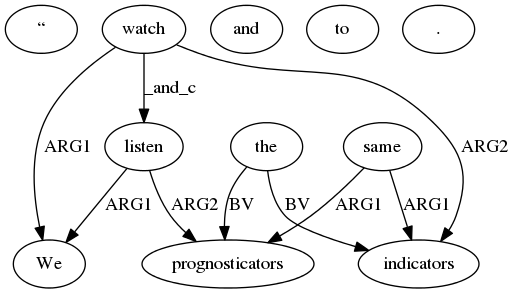 “ watch and to .
_and_c
listen the same
ARG1 ARG2
ARG1 ARG2 BV BV ARG1 ARG1
We prognosticators indicators